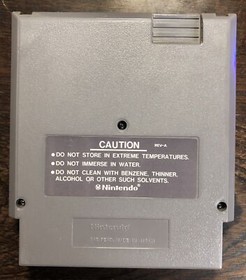 CAUTION REV-A
• DO NOT STORE IN EXTREME TEMPERATURES.
• DO NOT IMMERSE IN WATER.
• DO NOT CLEAN WITH BENZENE, THINNER,
ALCOHOL OR OTHER SUCH SOLVENTS.
Nintendo®
Nintendo